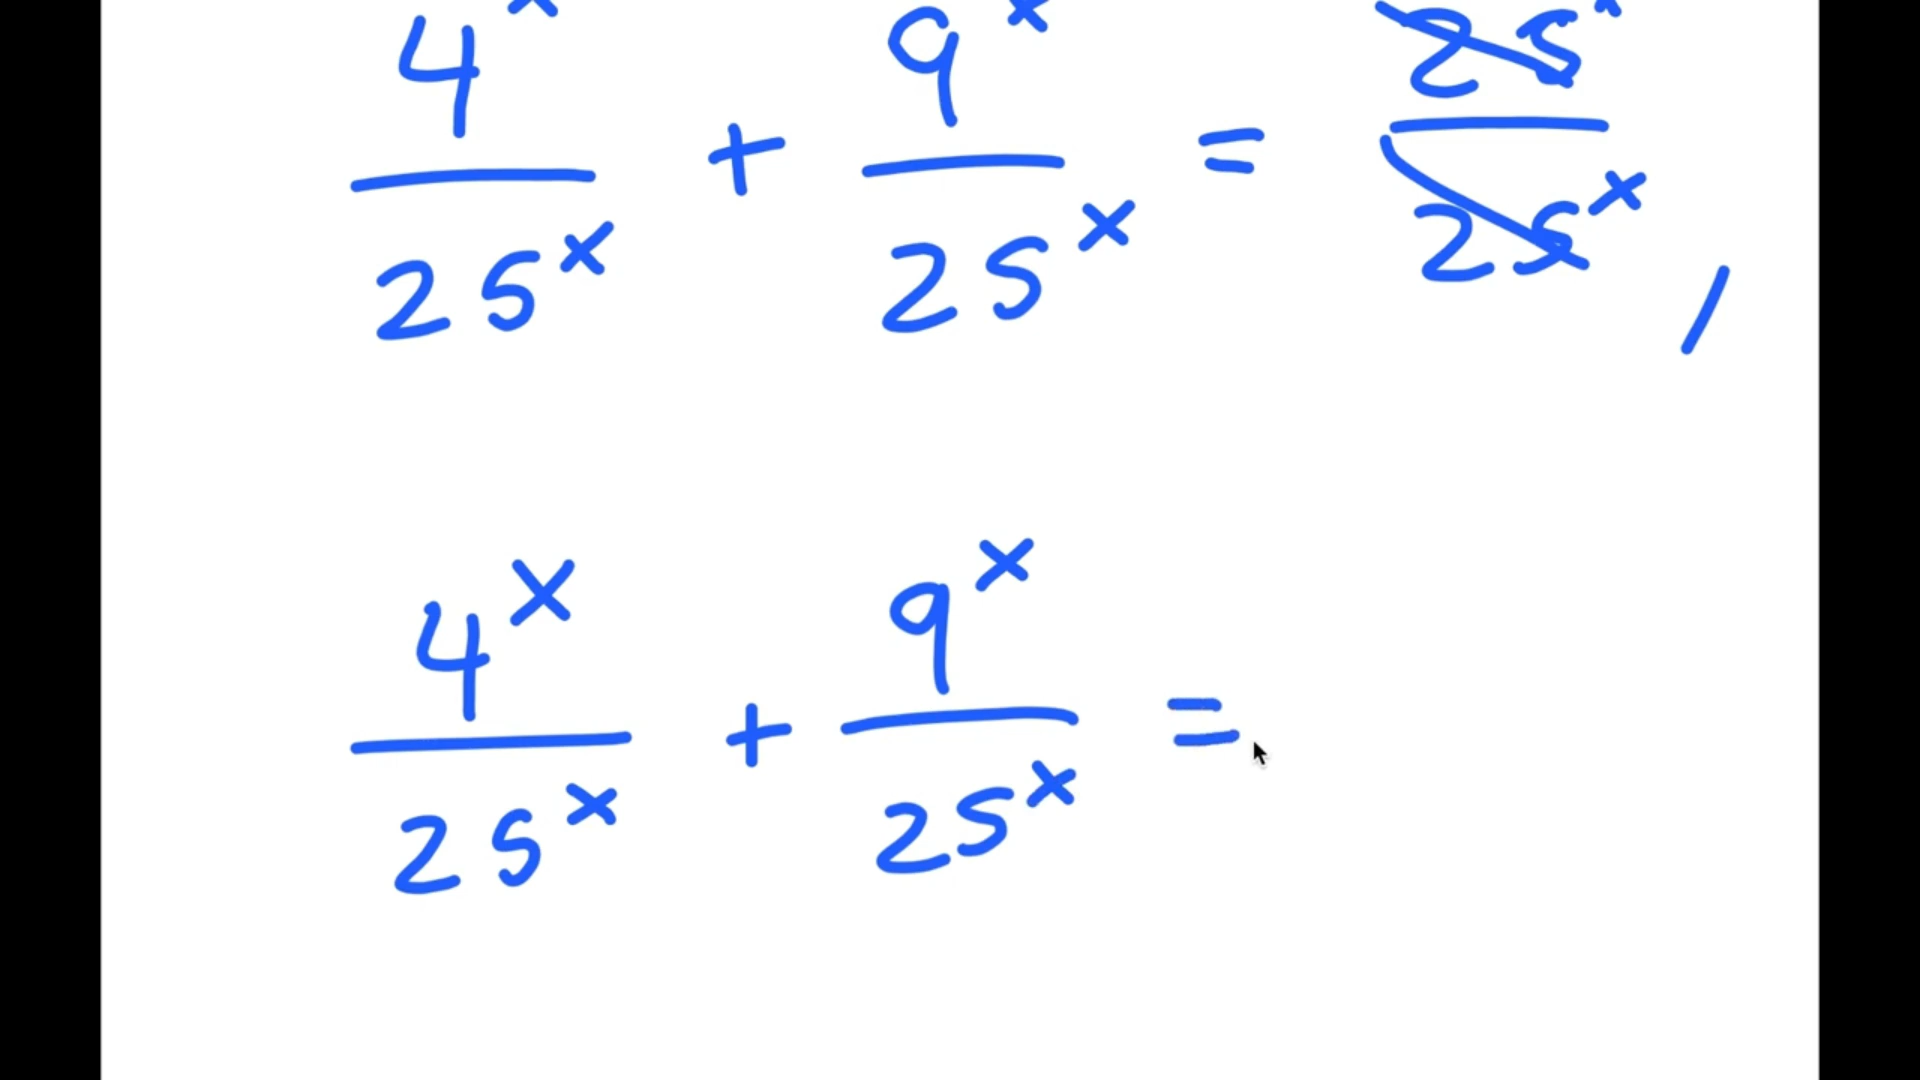 4^x/25^x + 9^x/25^x = 25^x/25^x ,
4^x/25^x + 9^x/25^x =